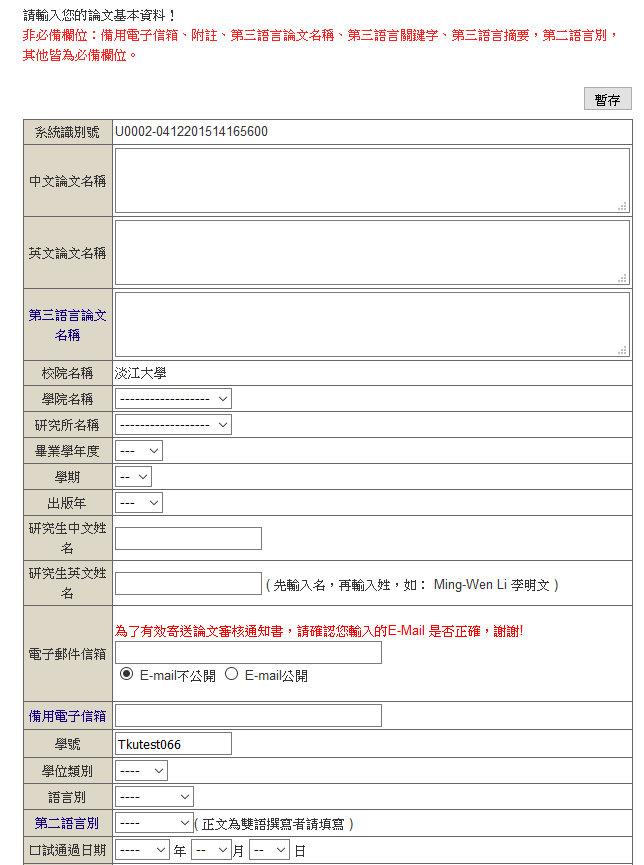 請輸入您的論文基本資料！
非必備欄位：備用電子信箱、附註、第三語言論文名稱、第三語言關鍵字、第三語言摘要，第二語言別，
其他皆為必備欄位。
暫存
系統識別號 U0002-0412201514165600
中文論文名稱
英文論文名稱
第三語言論文
名稱
校院名稱 淡江大學
學院名稱 ------------------
研究所名稱 ------------------
畢業學年度 ---
學期 --
出版年 ---
研究生中文姓
名
研究生英文姓
名 ( 先輸入名，再輸入姓，如： Ming-Wen Li 李明文 )
為了有效寄送論文審核通知書，請確認您輸入的E-Mail 是否正確，謝謝!
電子郵件信箱
E-mail不公開 E-mail公開
備用電子信箱
學號 Tkutest066
學位類別 ----
語言別 ----
第二語言別 ---- ( 正文為雙語撰寫者請填寫 )
口試通過日期 ---- 年 -- 月 -- 日